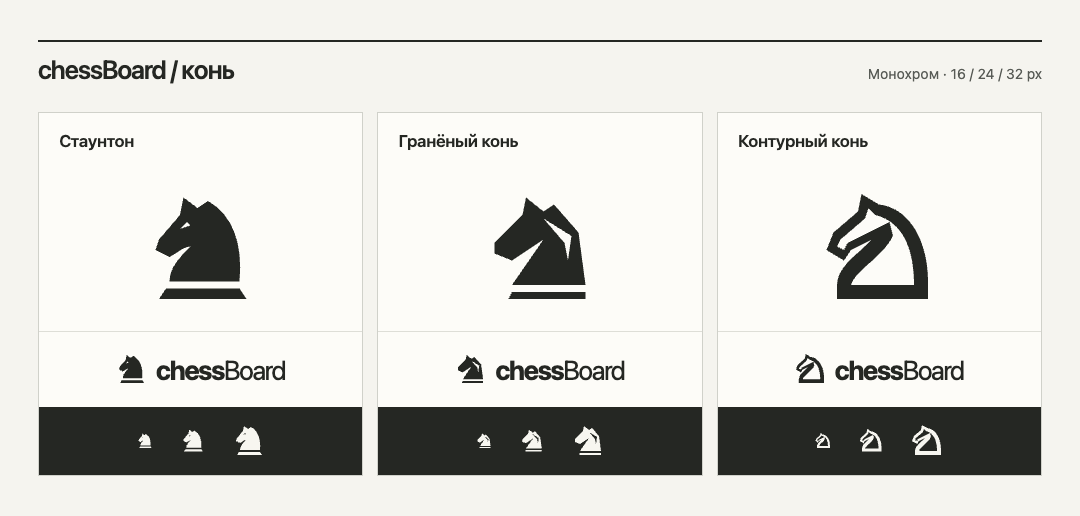 chessBoard / конь
Монохром · 16 / 24 / 32 px
Стаунтон
Гранёный конь
Контурный конь
chessBoard
chessBoard
chessBoard